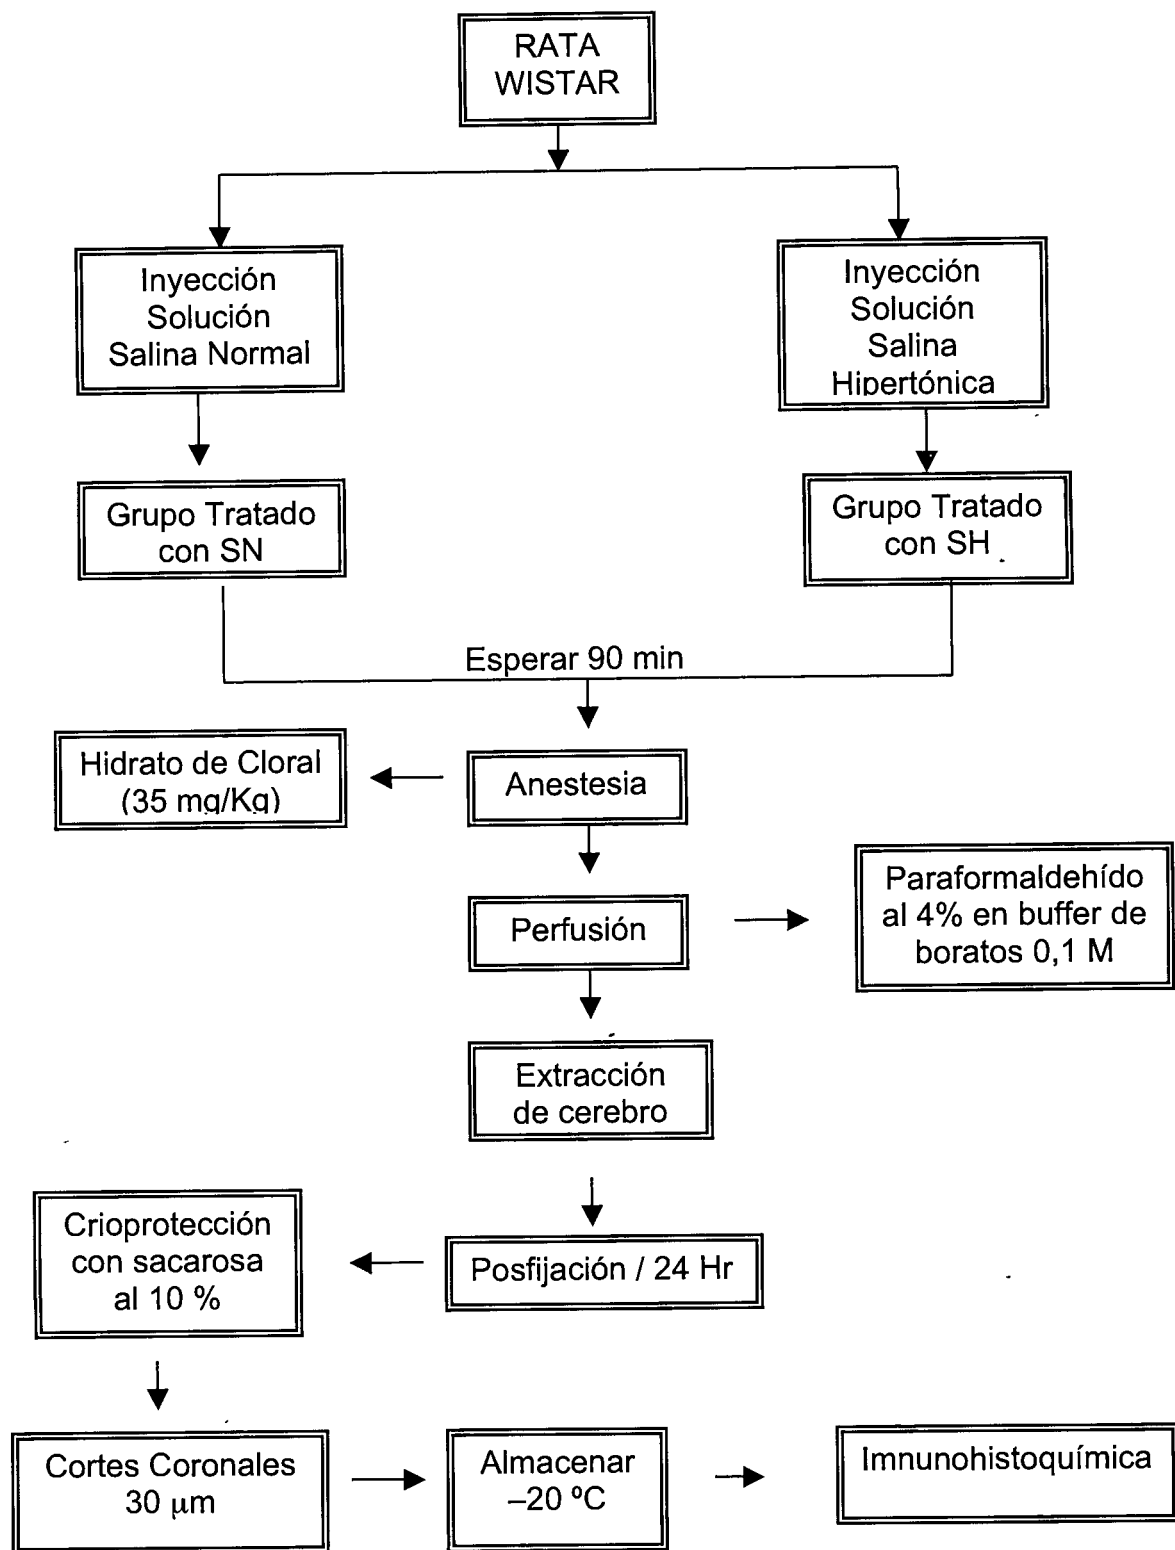 RATA
WISTAR
Inyección
Solución
Salina Normal
Inyección
Solución
Salina
Hipertónica
Grupo Tratado
con SN
Grupo Tratado
con SH
Esperar 90 min
Hidrato de Cloral
(35 mg/Kg)
Anestesia
Perfusión
Paraformaldehído
al 4% en buffer de
boratos 0,1 M
Extracción
de cerebro
Crioprotección
con sacarosa
al 10 %
Posfijación / 24 Hr
Cortes Coronales
30 μm
Almacenar
–20 ºC
Imnunohistoquímica